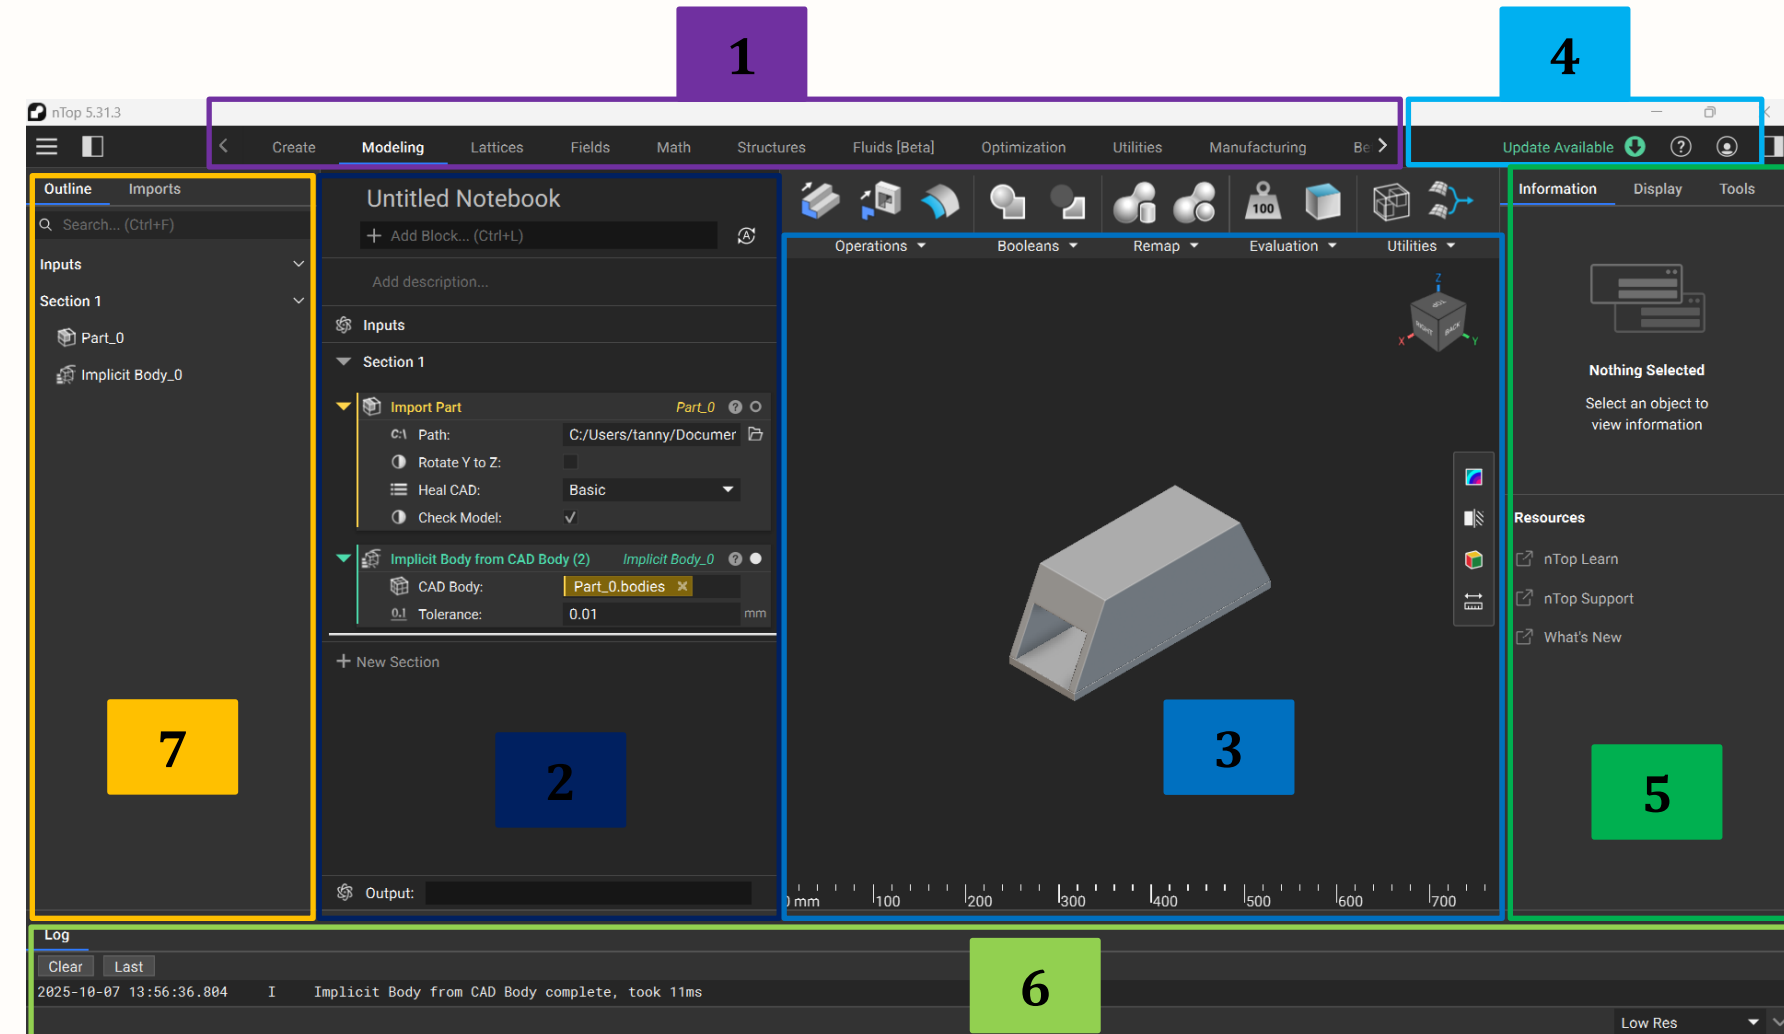 1
4
nTop 5.31.3
Create Modeling Lattices Fields Math Structures Fluids [Beta] Optimization Utilities Manufacturing
Update Available
Outline Imports
Search... (Ctrl+F)
Inputs
Section 1
Part_0
Implicit Body_0
7
Untitled Notebook
Add Block... (Ctrl+L)
Add description...
Inputs
Section 1
Import Part Part_0
C:\ Path: C:/Users/tanny/Documer
Rotate Y to Z:
Heal CAD: Basic
Check Model:
Implicit Body from CAD Body (2) Implicit Body_0
CAD Body: Part_0.bodies
0.1 Tolerance: 0.01 mm
New Section
2
Output:
100
Operations Booleans Remap Evaluation Utilities
Z
TOP
RIGHT BACK
X Y
3
mm 100 200 300 400 500 600 700
Information Display Tools
Nothing Selected
Select an object to
view information
Resources
nTop Learn
nTop Support
What's New
5
Log
Clear Last
2025-10-07 13:56:36.804 I Implicit Body from CAD Body complete, took 11ms
6
Low Res